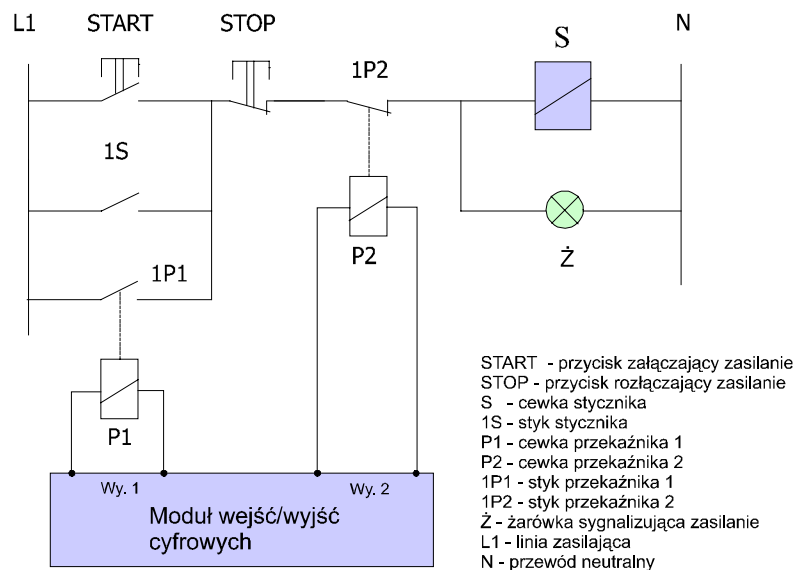 L1 START STOP S N
1P2
1S
1P1
P2
Ż
P1
Wy. 1 Wy. 2
Moduł wejść/wyjść
cyfrowych
START - przycisk załączający zasilanie
STOP - przycisk rozłączający zasilanie
S - cewka stycznika
1S - styk stycznika
P1 - cewka przekaźnika 1
P2 - cewka przekaźnika 2
1P1 - styk przekaźnika 1
1P2 - styk przekaźnika 2
Ż - żarówka sygnalizująca zasilanie
L1 - linia zasilająca
N - przewód neutralny